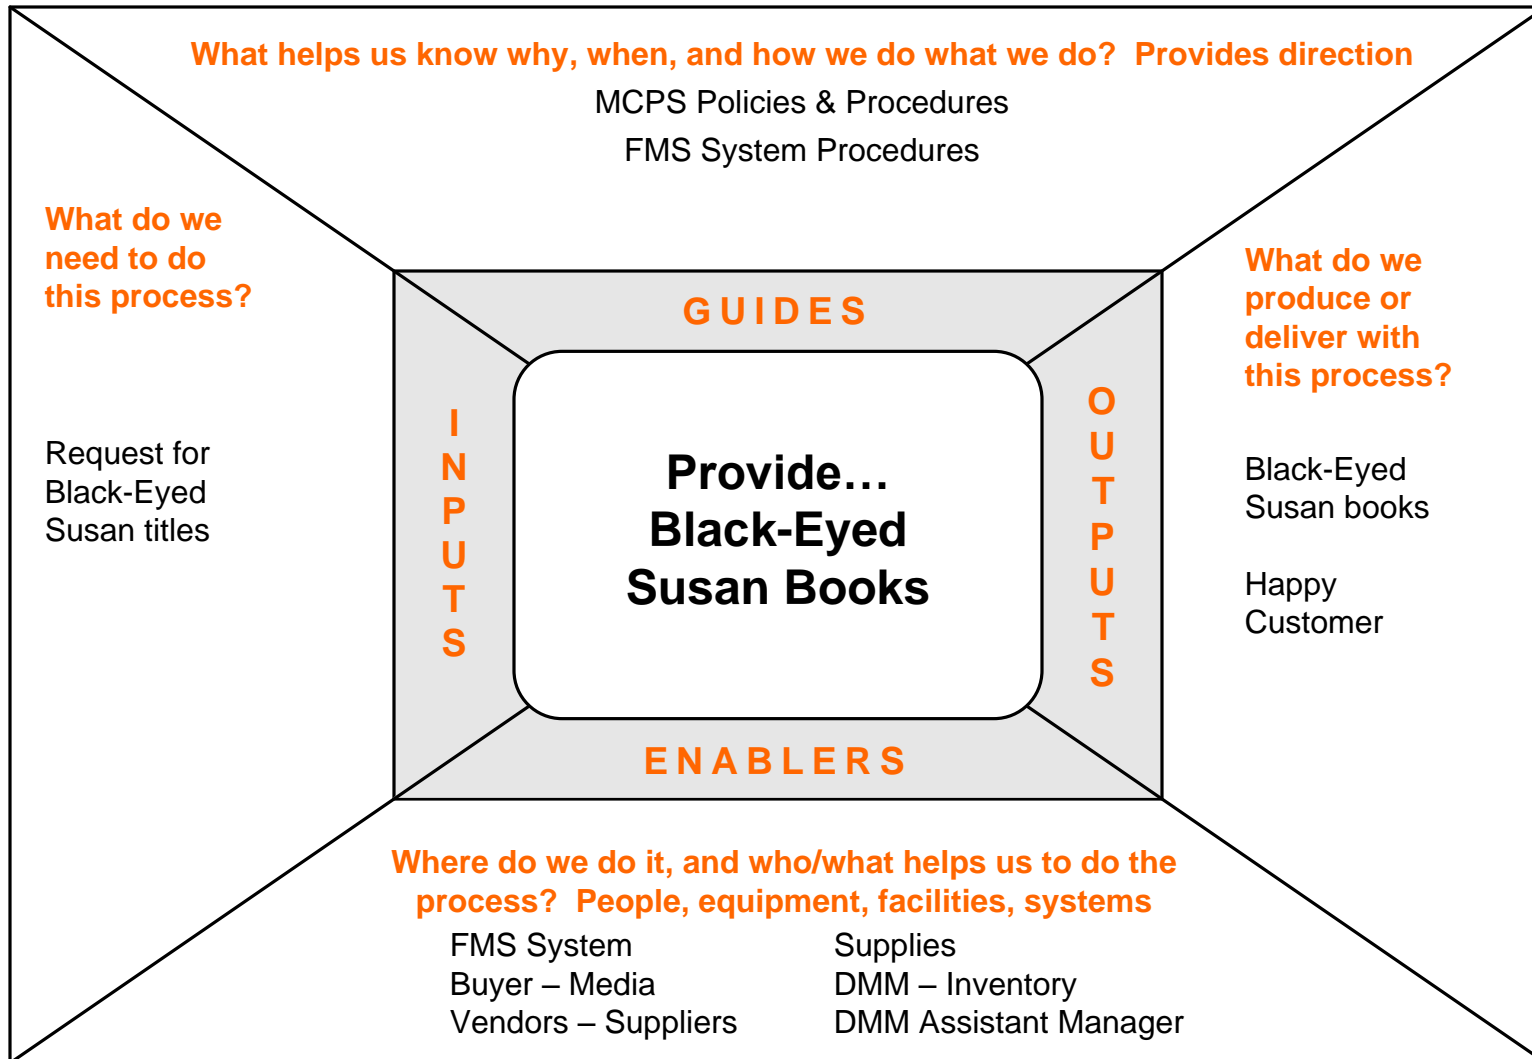 What helps us know why, when, and how we do what we do?  Provides direction
MCPS Policies & Procedures
FMS System Procedures
What do we
need to do
this process?
Request for
Black-Eyed
Susan titles
GUIDES
INPUTS
Provide…
Black-Eyed
Susan Books
OUTPUTS
ENABLERS
What do we
produce or
deliver with
this process?
Black-Eyed
Susan books
Happy
Customer
Where do we do it, and who/what helps us to do the
process?  People, equipment, facilities, systems
FMS System
Buyer – Media
Vendors – Suppliers
Supplies
DMM – Inventory
DMM Assistant Manager